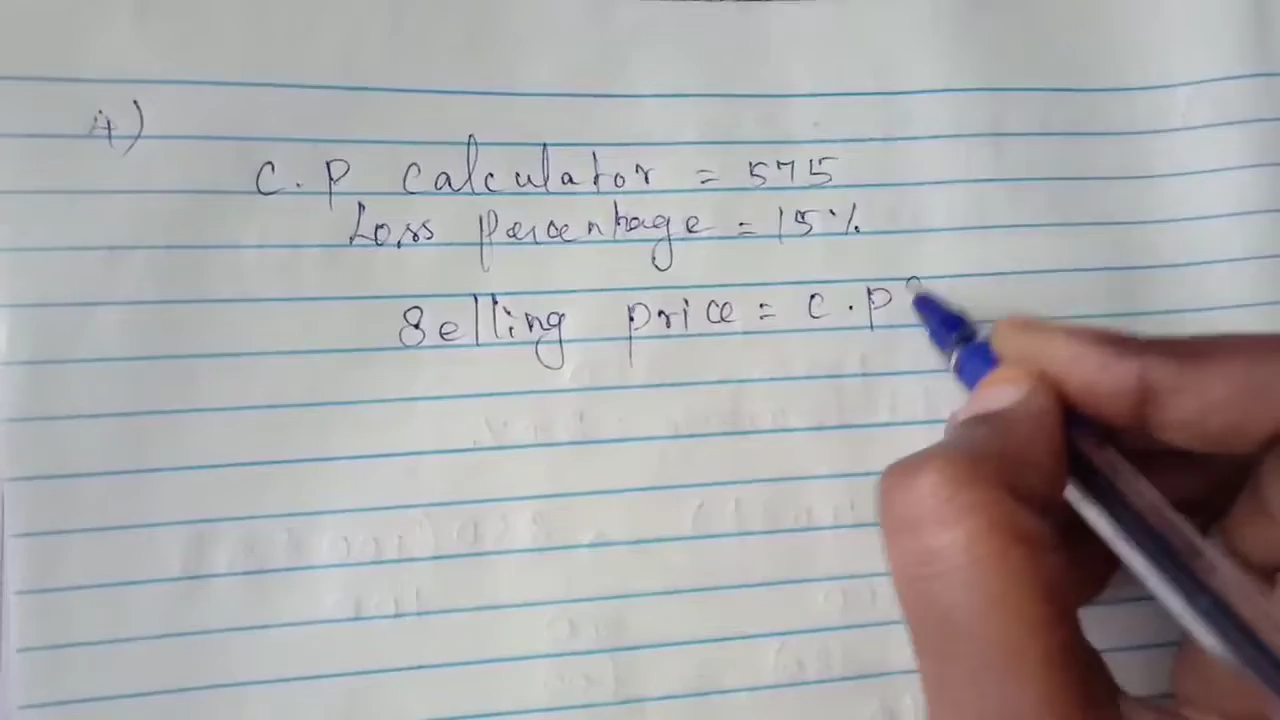 4)
C.P Calculator = 575
Loss Percentage = 15%
Selling price = C.P